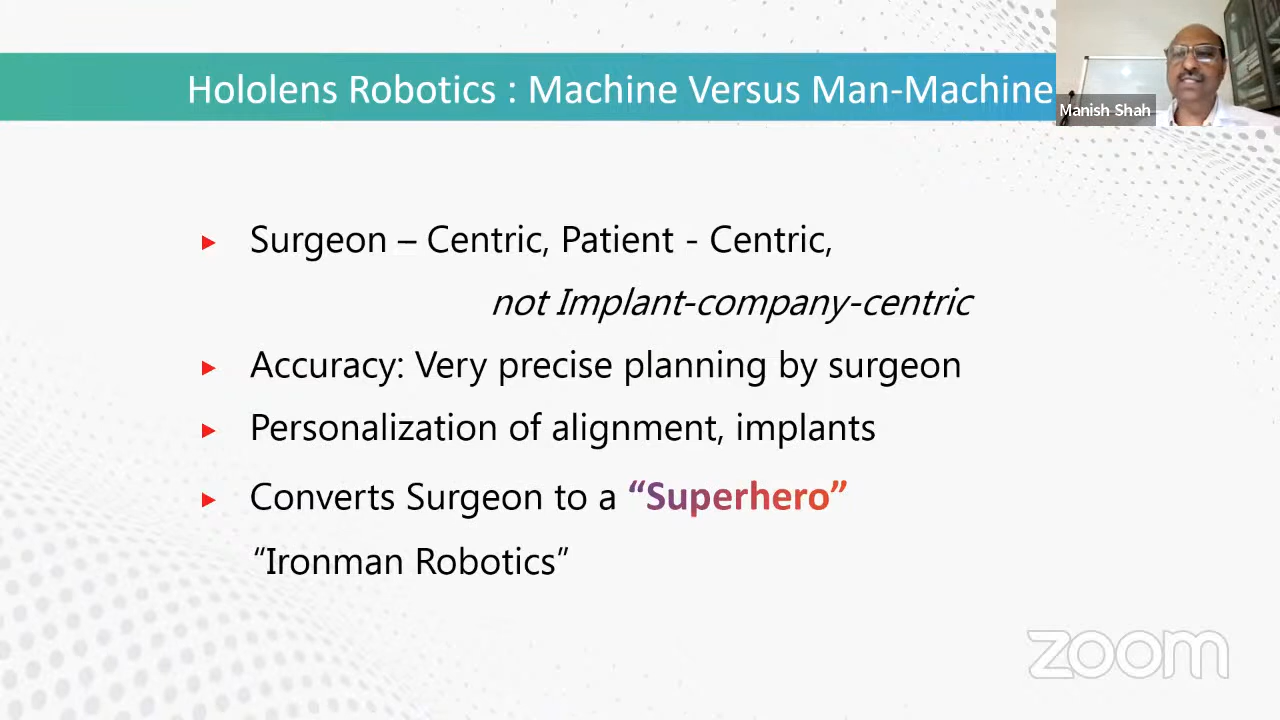 Hololens Robotics : Machine Versus Man-Machine
Manish Shah
► Surgeon – Centric, Patient - Centric,
not Implant-company-centric
► Accuracy: Very precise planning by surgeon
► Personalization of alignment, implants
► Converts Surgeon to a “Superhero”
“Ironman Robotics”
zoom